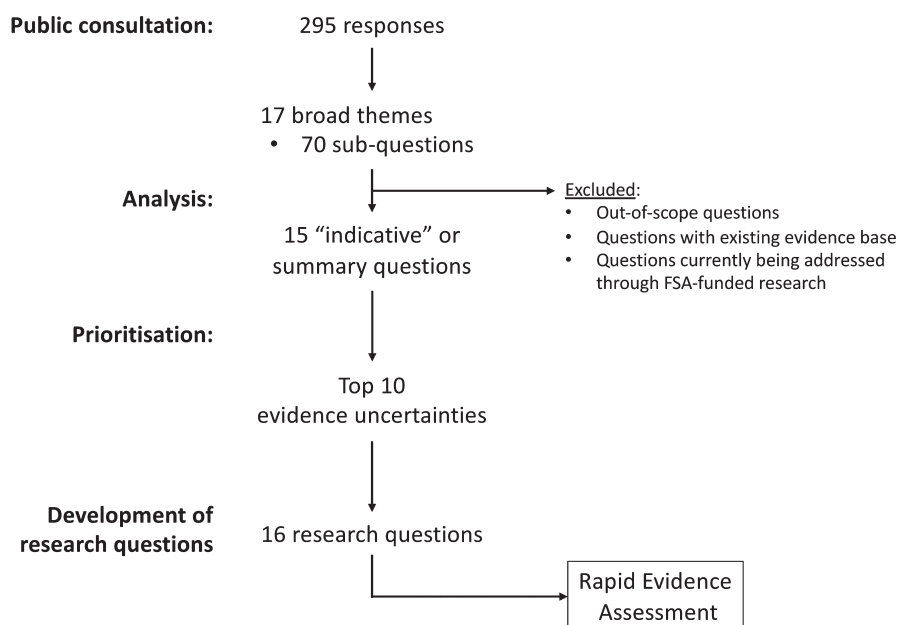 Public consultation:
295 responses
17 broad themes
• 70 sub-questions
Analysis:
Excluded:
• Out-of-scope questions
• Questions with existing evidence base
• Questions currently being addressed
through FSA-funded research
15 “indicative” or
summary questions
Prioritisation:
Top 10
evidence uncertainties
Development of
research questions
16 research questions
Rapid Evidence
Assessment